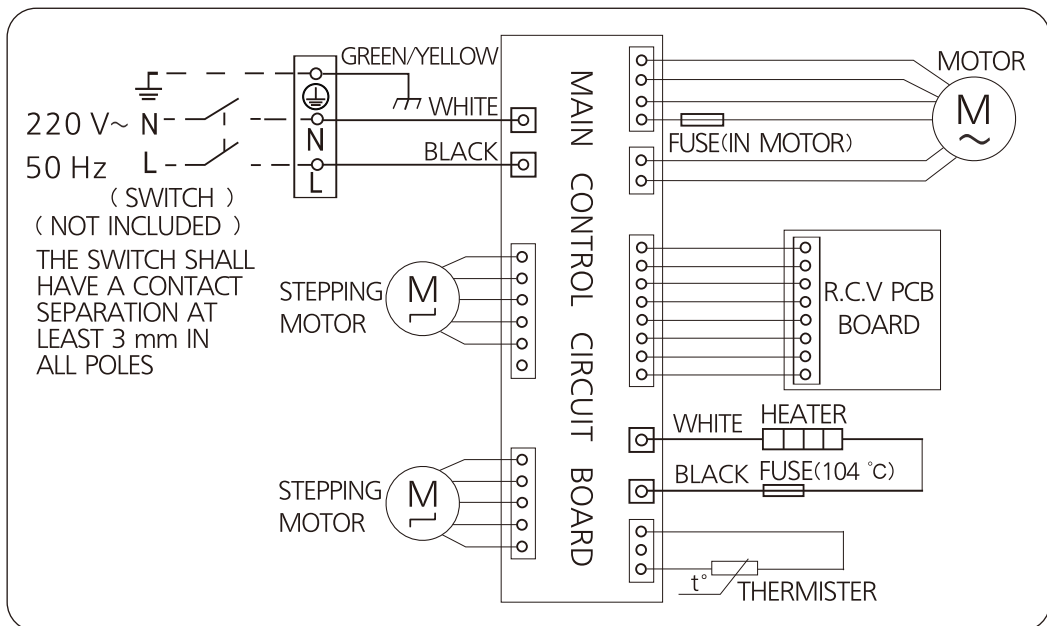 GREEN/YELLOW
WHITE
BLACK
220 V~ N
50 Hz L
( SWITCH )
( NOT INCLUDED )
THE SWITCH SHALL
HAVE A CONTACT
SEPARATION AT
LEAST 3 mm IN
ALL POLES
N
L
STEPPING
MOTOR
M
STEPPING
MOTOR
M
MAIN CONTROL CIRCUIT BOARD
MOTOR
M
~
FUSE(IN MOTOR)
R.C.V PCB
BOARD
WHITE
HEATER
BLACK
FUSE(104 °C)
t°
THERMISTER